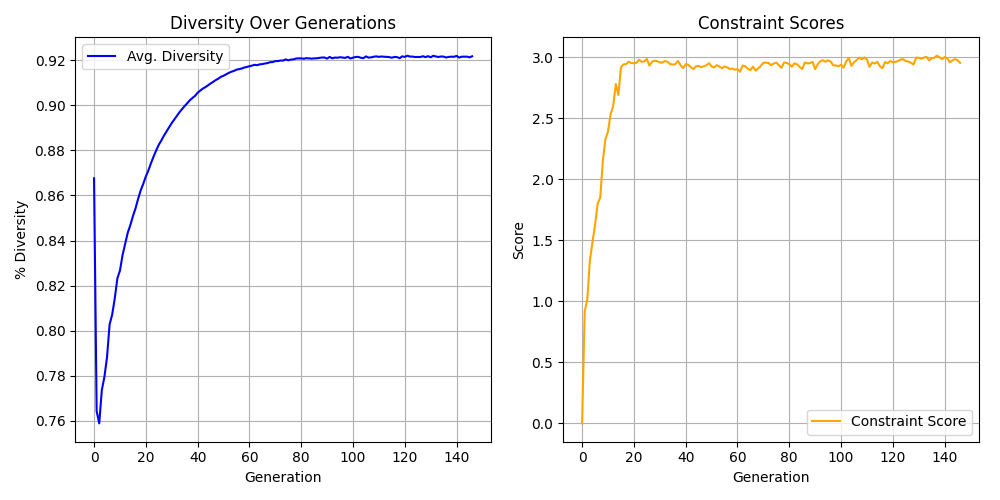 Diversity Over Generations
Avg. Diversity
% Diversity
0.92
0.90
0.88
0.86
0.84
0.82
0.80
0.78
0.76
0 20 40 60 80 100 120 140
Generation
Constraint Scores
Score
3.0
2.5
2.0
1.5
1.0
0.5
0.0
Constraint Score
0 20 40 60 80 100 120 140
Generation